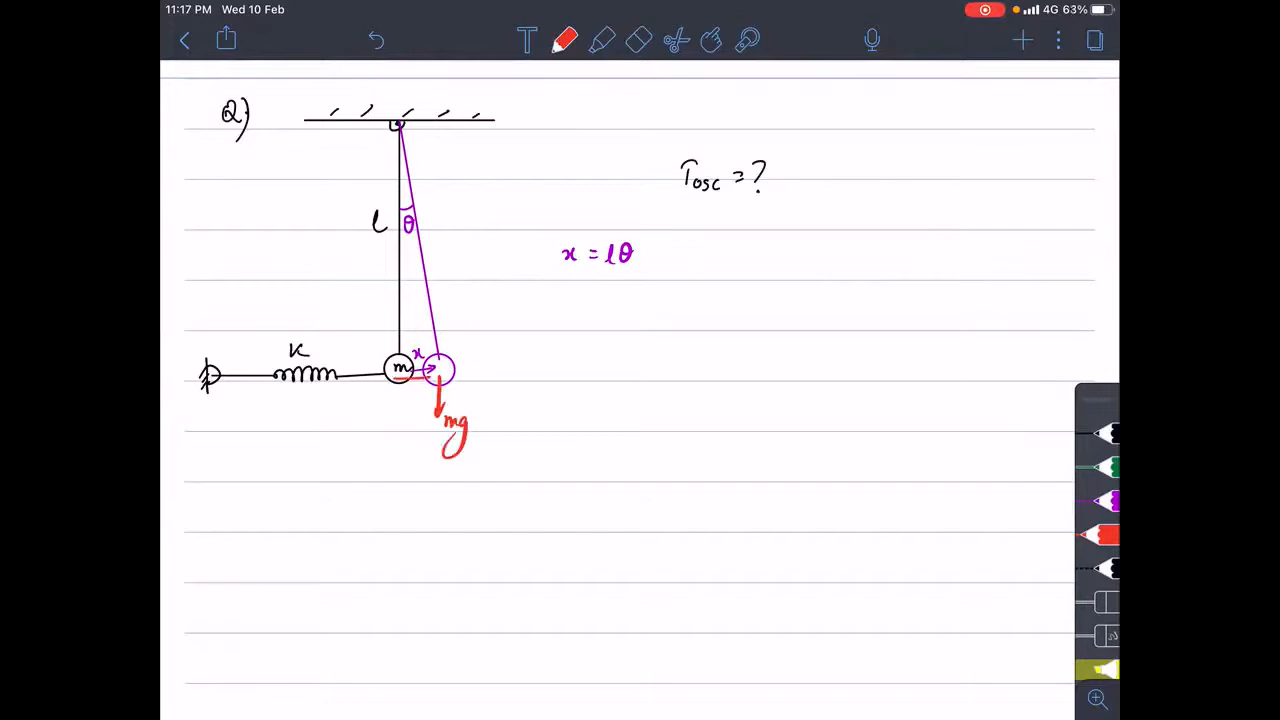 11:17 PM Wed 10 Feb
4G 63%
T
Q)
Tosc = ?
l
θ
x = lθ
K
x
m
mg